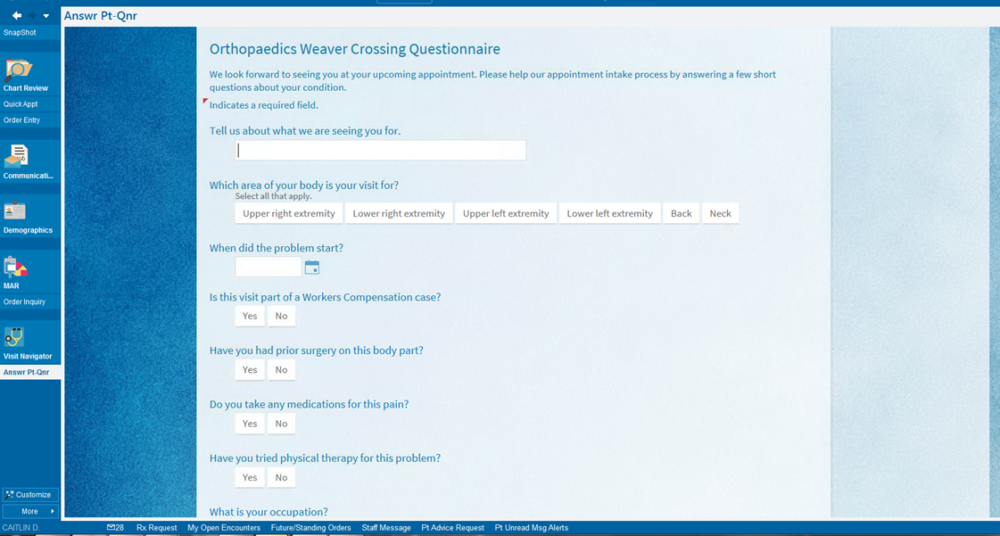 Answr Pt-Qnr
SnapShot
Chart Review
Quick Appt
Order Entry
Communicati...
Demographics
MAR
Order Inquiry
Visit Navigator
Answr Pt-Qnr
Customize
More
Orthopaedics Weaver Crossing Questionnaire
We look forward to seeing you at your upcoming appointment. Please help our appointment intake process by answering a few short
questions about your condition.
Indicates a required field.
Tell us about what we are seeing you for.
Which area of your body is your visit for?
Select all that apply.
Upper right extremity Lower right extremity Upper left extremity Lower left extremity Back Neck
When did the problem start?
Is this visit part of a Workers Compensation case?
Yes No
Have you had prior surgery on this body part?
Yes No
Do you take any medications for this pain?
Yes No
Have you tried physical therapy for this problem?
Yes No
What is your occupation?
CAITLIN D. 28 Rx Request My Open Encounters Future/Standing Orders Staff Message Pt Advice Request Pt Unread Msg Alerts